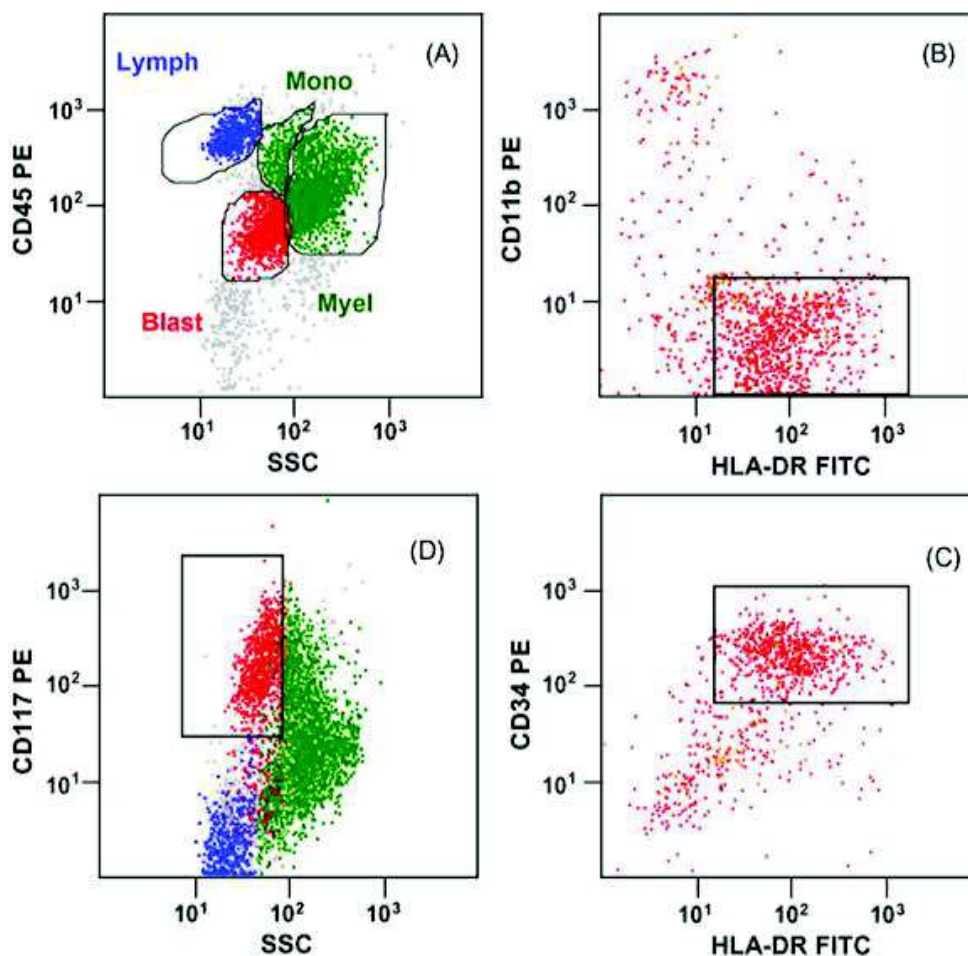 (A)
Lymph
Mono
Blast
Myel
CD45 PE
10³
10²
10¹
10¹ 10² 10³
SSC
(B)
CD11b PE
10³
10²
10¹
10¹ 10² 10³
HLA-DR FITC
(D)
CD117 PE
10³
10²
10¹
10¹ 10² 10³
SSC
(C)
CD34 PE
10³
10²
10¹
10¹ 10² 10³
HLA-DR FITC